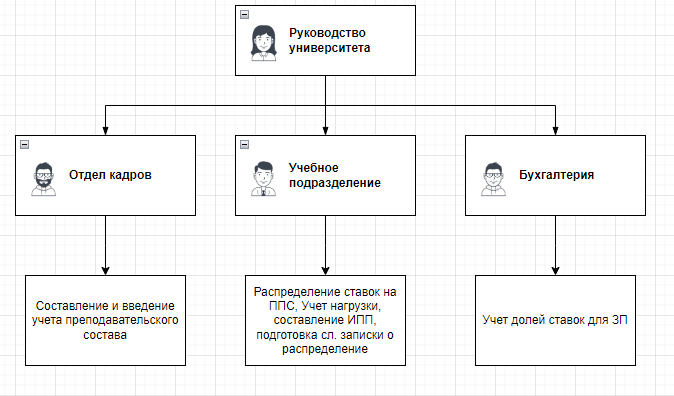 Руководство
университета
Отдел кадров
Учебное
подразделение
Бухгалтерия
Составление и введение
учета преподавательского
состава
Распределение ставок на
ППС, Учет нагрузки,
составление ИПП,
подготовка сл. записки о
распределение
Учет долей ставок для ЗП